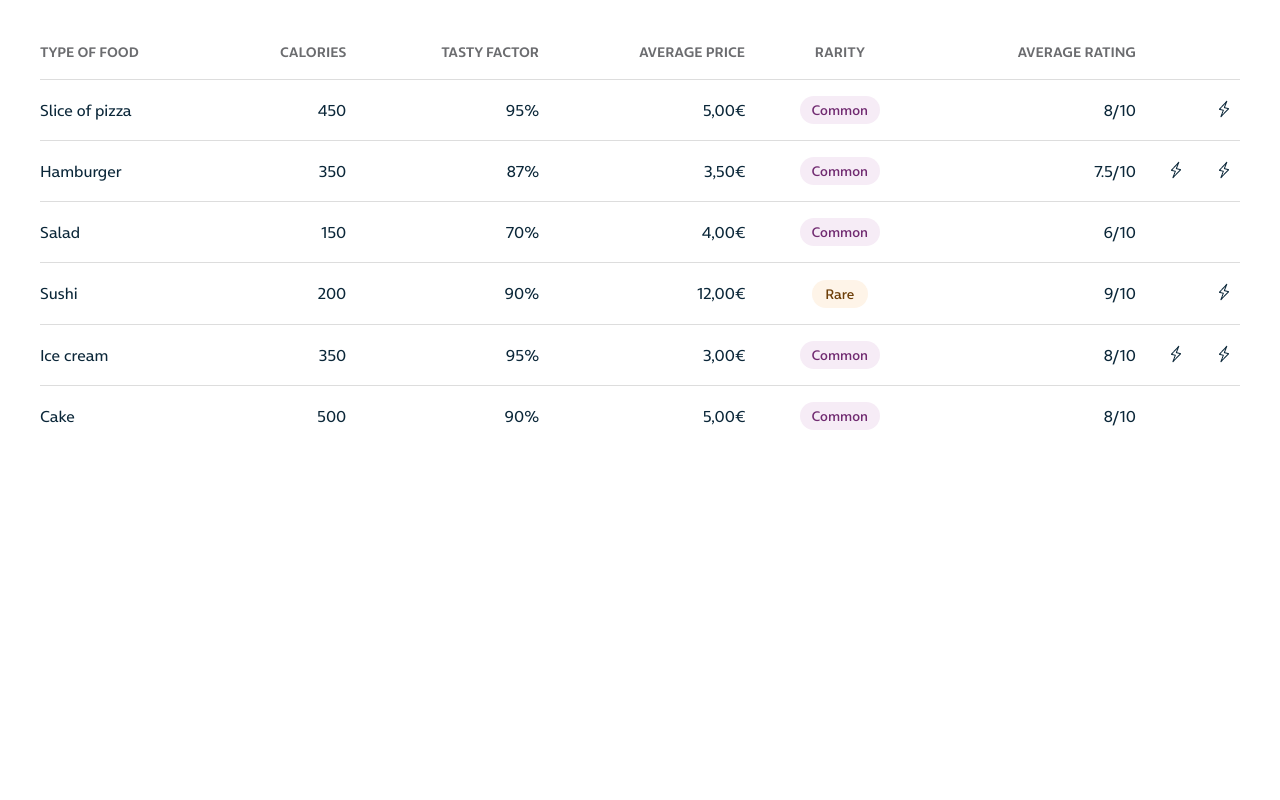 TYPE OF FOOD CALORIES TASTY FACTOR AVERAGE PRICE RARITY AVERAGE RATING
Slice of pizza 450 95% 5,00€ Common 8/10
Hamburger 350 87% 3,50€ Common 7.5/10
Salad 150 70% 4,00€ Common 6/10
Sushi 200 90% 12,00€ Rare 9/10
Ice cream 350 95% 3,00€ Common 8/10
Cake 500 90% 5,00€ Common 8/10